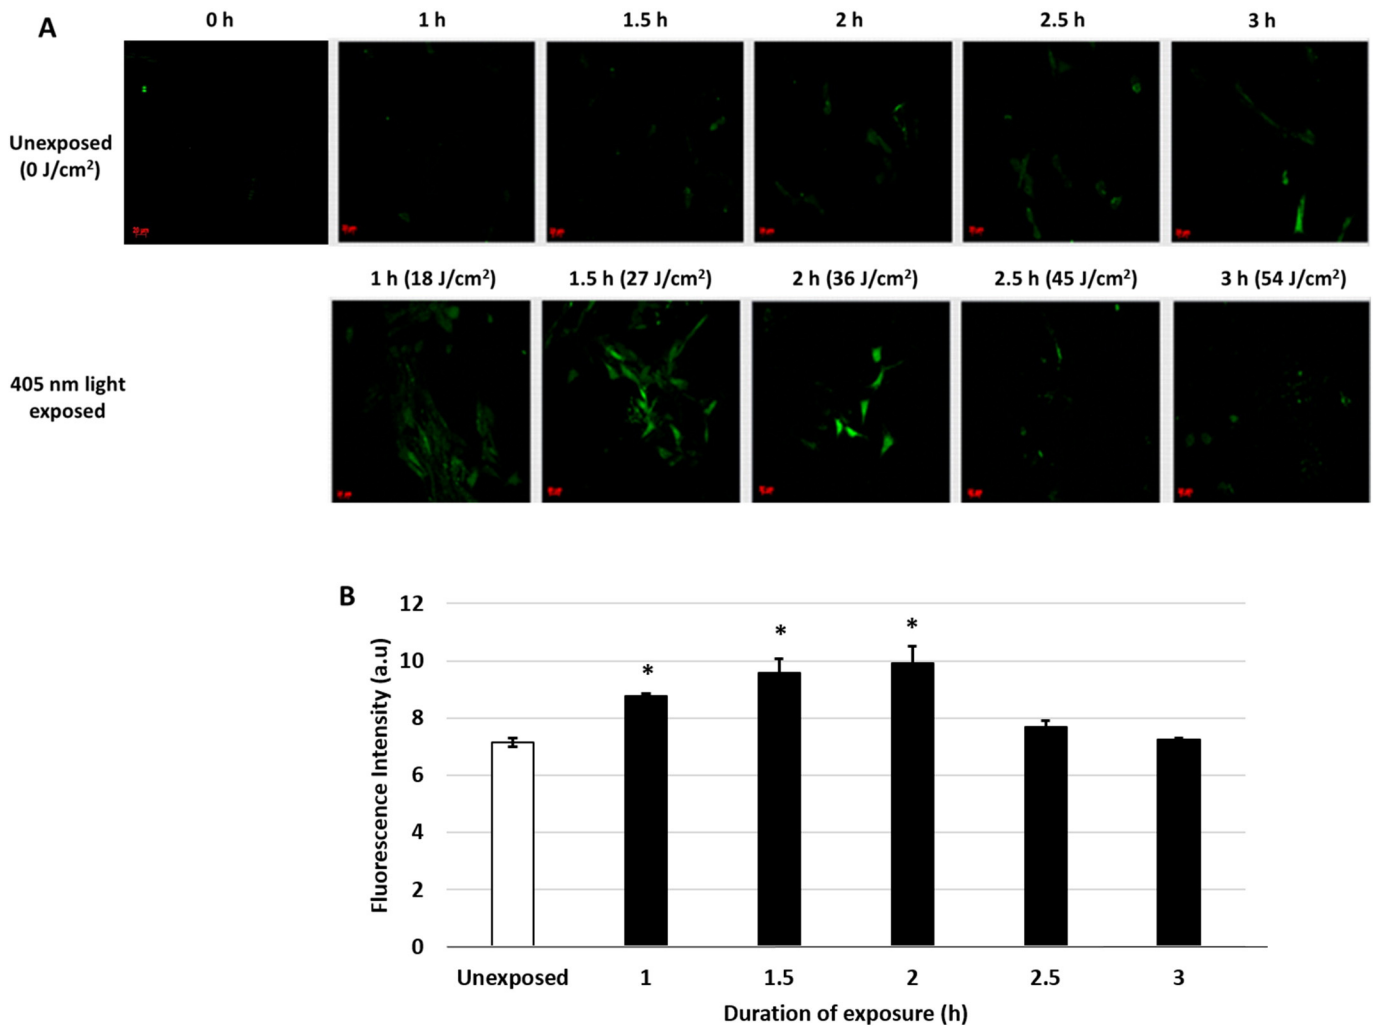 A
0 h
1 h
1.5 h
2 h
2.5 h
3 h
Unexposed
(0 J/cm²)
1 h (18 J/cm²)
1.5 h (27 J/cm²)
2 h (36 J/cm²)
2.5 h (45 J/cm²)
3 h (54 J/cm²)
405 nm light
exposed
B
Fluorescence Intensity (a.u)
12
10
8
6
4
2
0
*
*
*
Unexposed
1
1.5
2
2.5
3
Duration of exposure (h)